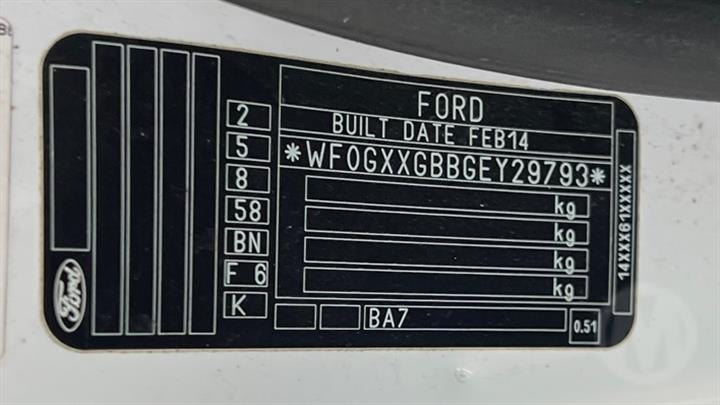 FORD
BUILT DATE FEB14
*WF0GXXGBBGEY29793*
2
5
8
58
BN
F 6
K
kg
kg
kg
kg
BA7
0.51
14XXX61XXXXX
Ford